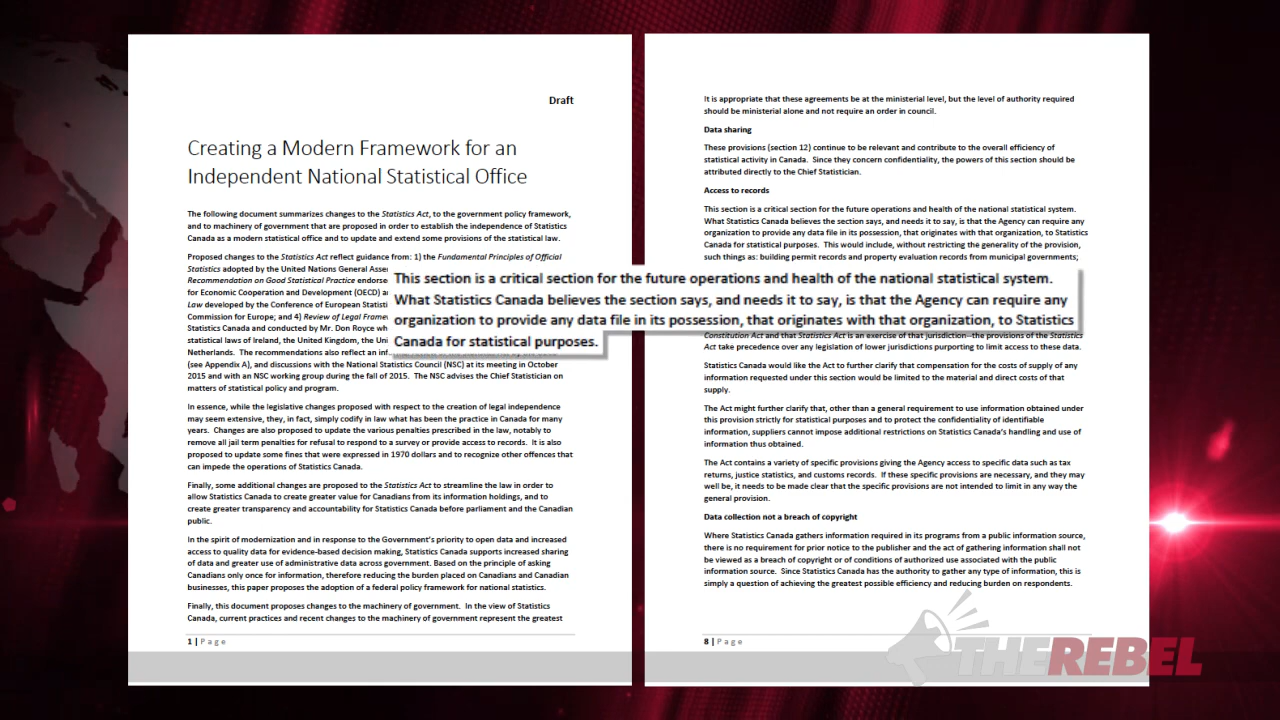 Draft
Creating a Modern Framework for an
Independent National Statistical Office
The following document summarizes changes to the Statistics Act, to the government policy framework,
and to machinery of government that are proposed in order to establish the independence of Statistics
Canada as a modern statistical office and to update and extend some provisions of the statistical law.
Proposed changes to the Statistics Act reflect guidance from: 1) the Fundamental Principles of Official
Statistics adopted by the United Nations General
Recommendation on Good Statistical Practice
for Economic Cooperation and Development (OECD)
Law developed by the Conference of European
Commission for Europe; and 4) Review of Legal
Statistics Canada and conducted by Mr. Don Royce
statistical laws of Ireland, the United Kingdom, the
Netherlands. The recommendations also reflect an
(see Appendix A), and discussions with the National Statistics Council (NSC) at its meeting in October
2015 and with an NSC working group during the fall of 2015. The NSC advises the Chief Statistician on
matters of statistical policy and program.
In essence, while the legislative changes proposed with respect to the creation of legal independence
may seem extensive, they, in fact, simply codify in law what has been the practice in Canada for many
years. Changes are also proposed to update the various penalties prescribed in the law, notably to
remove all jail term penalties for refusal to respond to a survey or provide access to records. It is also
proposed to update some fines that were expressed in 1970 dollars and to recognize other offences that
can impede the operations of Statistics Canada.
Finally, some additional changes are proposed to the Statistics Act to streamline the law in order to
allow Statistics Canada to create greater value for Canadians from its information holdings, and to
create greater transparency and accountability for Statistics Canada before parliament and the Canadian
public.
In the spirit of modernization and in response to the Government's priority to open data and increased
access to quality data for evidence-based decision making, Statistics Canada supports increased sharing
of data and greater use of administrative data across government. Based on the principle of asking
Canadians only once for information, therefore reducing the burden placed on Canadians and Canadian
businesses, this paper proposes the adoption of a federal policy framework for national statistics.
Finally, this document proposes changes to the machinery of government. In the view of Statistics
Canada, current practices and recent changes to the machinery of government represent the greatest
1 | Page
It is appropriate that these agreements be at the ministerial level, but the level of authority required
should be ministerial alone and not require an order in council.
Data sharing
These provisions (section 12) continue to be relevant and contribute to the overall efficiency of
statistical activity in Canada. Since they concern confidentiality, the powers of this section should be
attributed directly to the Chief Statistician.
Access to records
This section is a critical section for the future operations and health of the national statistical system.
What Statistics Canada believes the section says, and needs it to say, is that the Agency can require any
organization to provide any data file in its possession, that originates with that organization, to Statistics
Canada for statistical purposes. This would include, without restricting the generality of the provision,
such things as: building permit records and property evaluation records from municipal governments;
This section is a critical section for the future operations and health of the national statistical system.
What Statistics Canada believes the section says, and needs it to say, is that the Agency can require any
organization to provide any data file in its possession, that originates with that organization, to Statistics
Canada for statistical purposes.
Constitution Act and that Statistics Act is an exercise of that jurisdiction--the provisions of the Statistics
Act take precedence over any legislation of lower jurisdictions purporting to limit access to these data.
Statistics Canada would like the Act to further clarify that compensation for the costs of supply of any
information requested under this section would be limited to the material and direct costs of that
supply.
The Act might further clarify that, other than a general requirement to use information obtained under
this provision strictly for statistical purposes and to protect the confidentiality of identifiable
information, suppliers cannot impose additional restrictions on Statistics Canada's handling and use of
information thus obtained.
The Act contains a variety of specific provisions giving the Agency access to specific data such as tax
returns, justice statistics, and customs records. If these specific provisions are necessary, and they may
well be, it needs to be made clear that the specific provisions are not intended to limit in any way the
general provision.
Data collection not a breach of copyright
Where Statistics Canada gathers information required in its programs from a public information source,
there is no requirement for prior notice to the publisher and the act of gathering information shall not
be viewed as a breach of copyright or of conditions of authorized use associated with the public
information source. Since Statistics Canada has the authority to gather any type of information, this is
simply a question of achieving the greatest possible efficiency and reducing burden on respondents.
8 | Page
THEREBEL